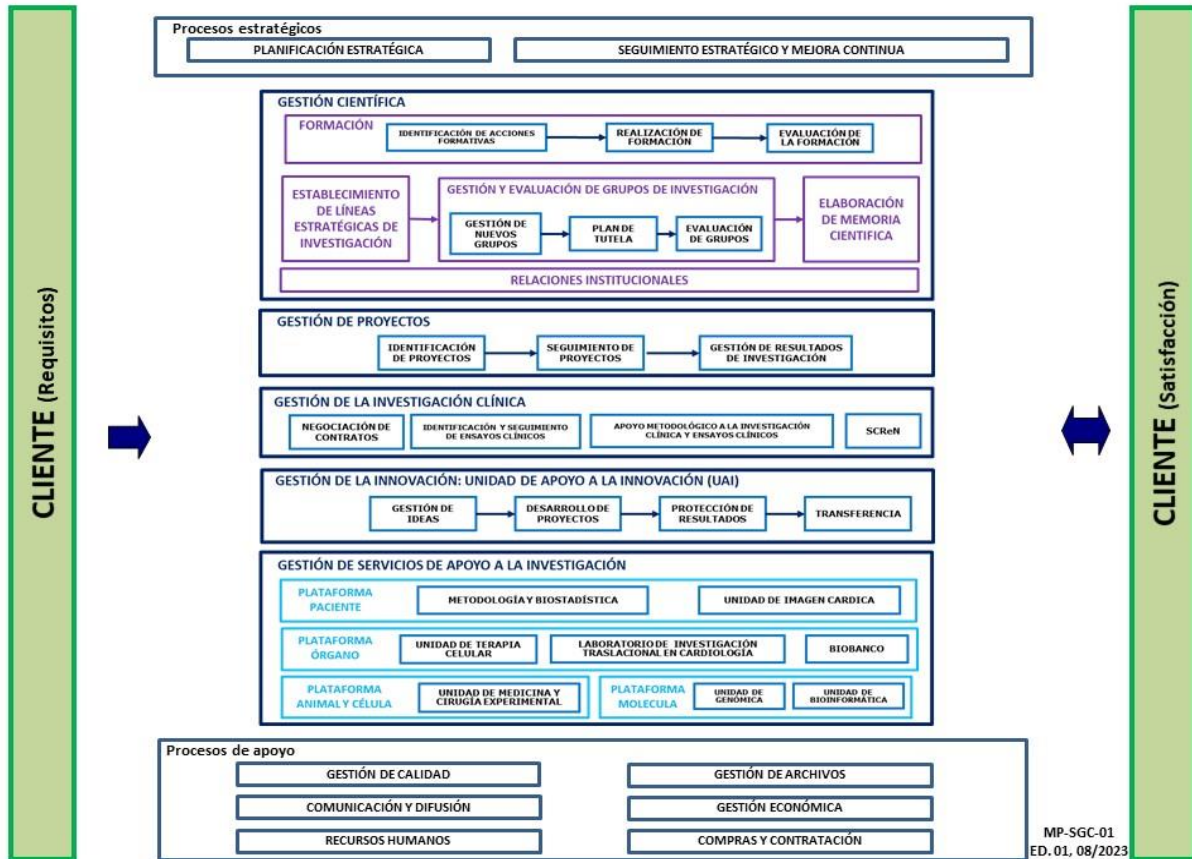 CLIENTE (Requisitos)
Procesos estratégicos
PLANIFICACIÓN ESTRATÉGICA
SEGUIMIENTO ESTRATÉGICO Y MEJORA CONTINUA
GESTIÓN CIENTÍFICA
FORMACIÓN
IDENTIFICACIÓN DE ACCIONES
FORMATIVAS
REALIZACIÓN DE
FORMACIÓN
EVALUACIÓN DE
LA FORMACIÓN
ESTABLECIMIENTO
DE LÍNEAS
ESTRATÉGICAS DE
INVESTIGACIÓN
GESTIÓN Y EVALUACIÓN DE GRUPOS DE INVESTIGACIÓN
GESTIÓN DE
NUEVOS
GRUPOS
PLAN DE
TUTELA
EVALUACIÓN
DE GRUPOS
ELABORACIÓN
DE MEMORIA
CIENTIFICA
RELACIONES INSTITUCIONALES
GESTIÓN DE PROYECTOS
IDENTIFICACIÓN
DE PROYECTOS
SEGUIMIENTO DE
PROYECTOS
GESTIÓN DE RESULTADOS
DE INVESTIGACIÓN
GESTIÓN DE LA INVESTIGACIÓN CLÍNICA
NEGOCIACIÓN DE
CONTRATOS
IDENTIFICACIÓN Y SEGUIMIENTO
DE ENSAYOS CLÍNICOS
APOYO METODOLÓGICO A LA INVESTIGACIÓN
CLÍNICA Y ENSAYOS CLÍNICOS
SCReN
GESTIÓN DE LA INNOVACIÓN: UNIDAD DE APOYO A LA INNOVACIÓN (UAI)
GESTIÓN DE
IDEAS
DESARROLLO DE
PROYECTOS
PROTECCIÓN DE
RESULTADOS
TRANSFERENCIA
GESTIÓN DE SERVICIOS DE APOYO A LA INVESTIGACIÓN
PLATAFORMA
PACIENTE
METODOLOGÍA Y BIOSTADÍSTICA
UNIDAD DE IMAGEN CARDICA
PLATAFORMA
ÓRGANO
UNIDAD DE TERAPIA
CELULAR
LABORATORIO DE INVESTIGACIÓN
TRASLACIONAL EN CARDIOLOGÍA
BIOBANCO
PLATAFORMA
ANIMAL Y CÉLULA
UNIDAD DE MEDICINA Y
CIRUGÍA EXPERIMENTAL
PLATAFORMA
MOLECULA
UNIDAD DE
GENÓMICA
UNIDAD DE
BIOINFORMÁTICA
Procesos de apoyo
GESTIÓN DE CALIDAD
GESTIÓN DE ARCHIVOS
COMUNICACIÓN Y DIFUSIÓN
GESTIÓN ECONÓMICA
RECURSOS HUMANOS
COMPRAS Y CONTRATACIÓN
MP-SGC-01
ED. 01, 08/2023
CLIENTE (Satisfacción)